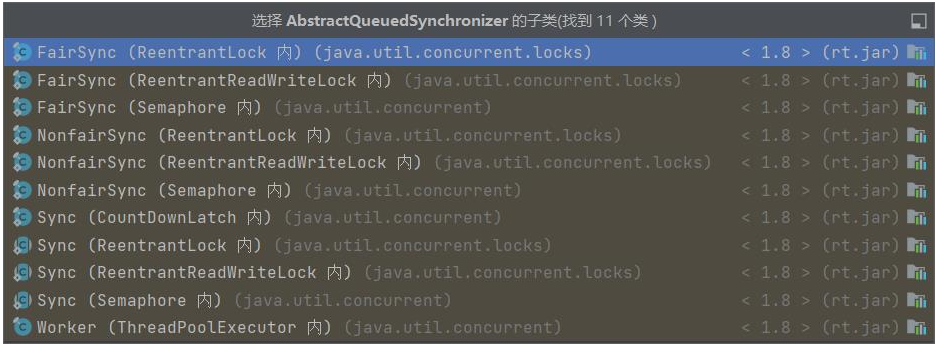 选择 AbstractQueuedSynchronizer 的子类(找到 11 个类 )
FairSync (ReentrantLock 内) (java.util.concurrent.locks) < 1.8 > (rt.jar)
FairSync (ReentrantReadWriteLock 内) (java.util.concurrent.locks) < 1.8 > (rt.jar)
FairSync (Semaphore 内) (java.util.concurrent) < 1.8 > (rt.jar)
NonfairSync (ReentrantLock 内) (java.util.concurrent.locks) < 1.8 > (rt.jar)
NonfairSync (ReentrantReadWriteLock 内) (java.util.concurrent.locks) < 1.8 > (rt.jar)
NonfairSync (Semaphore 内) (java.util.concurrent) < 1.8 > (rt.jar)
Sync (CountDownLatch 内) (java.util.concurrent) < 1.8 > (rt.jar)
Sync (ReentrantLock 内) (java.util.concurrent.locks) < 1.8 > (rt.jar)
Sync (ReentrantReadWriteLock 内) (java.util.concurrent.locks) < 1.8 > (rt.jar)
Sync (Semaphore 内) (java.util.concurrent) < 1.8 > (rt.jar)
Worker (ThreadPoolExecutor 内) (java.util.concurrent) < 1.8 > (rt.jar)